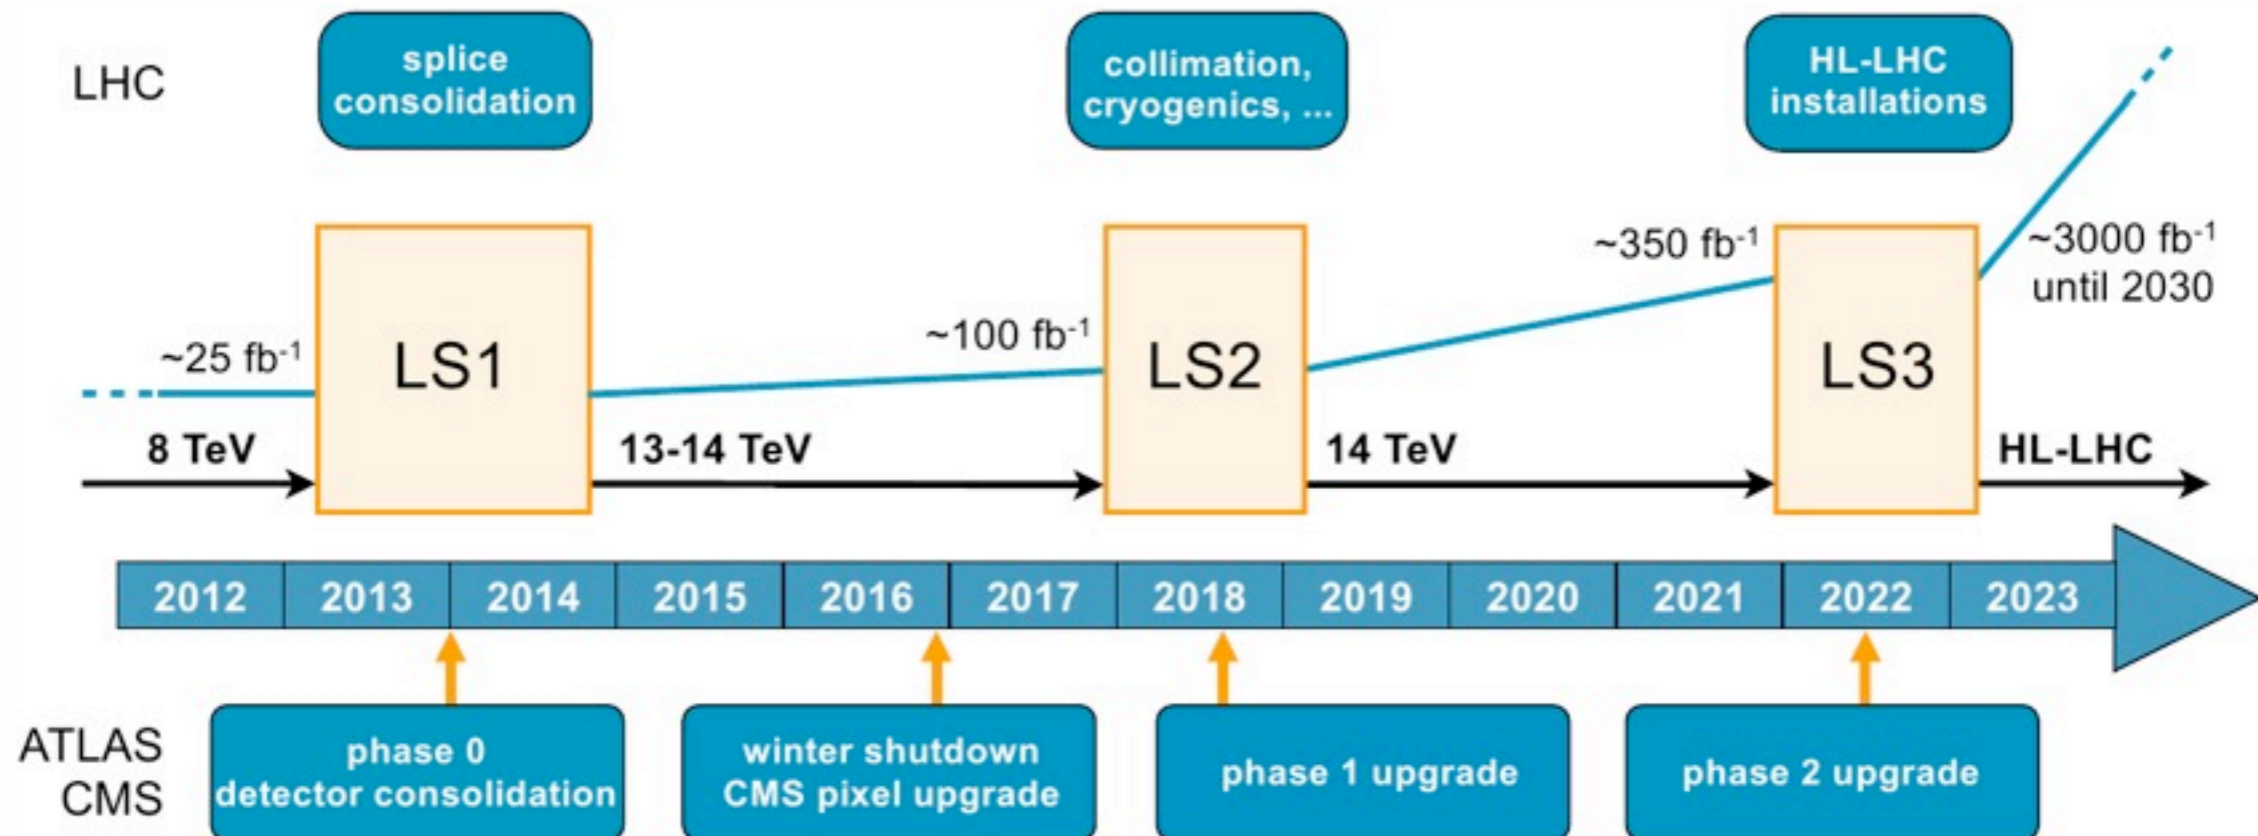 LHC
splice
consolidation
collimation,
cryogenics, ...
HL-LHC
installations
~25 fb-1
LS1
~100 fb-1
LS2
~350 fb-1
LS3
~3000 fb-1
until 2030
8 TeV
13-14 TeV
14 TeV
HL-LHC
2012 2013 2014 2015 2016 2017 2018 2019 2020 2021 2022 2023
ATLAS
CMS
phase 0
detector consolidation
winter shutdown
CMS pixel upgrade
phase 1 upgrade
phase 2 upgrade